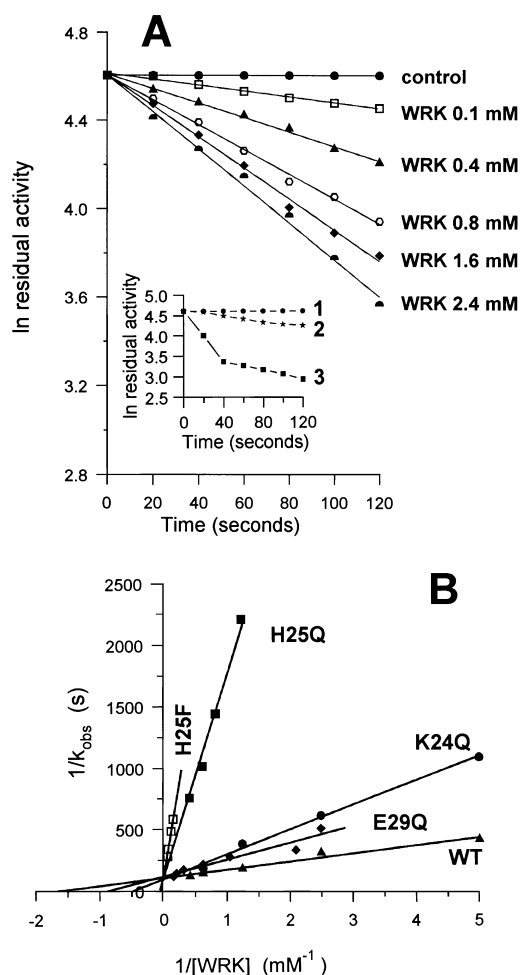 A
4.8
4.4
4.0
3.6
3.2
2.8
ln residual activity
control
WRK 0.1 mM
WRK 0.4 mM
WRK 0.8 mM
WRK 1.6 mM
WRK 2.4 mM
5.0
4.5
4.0
3.5
3.0
2.5
ln residual activity
1
2
3
0 40 80 120
Time (seconds)
0 20 40 60 80 100 120
Time (seconds)
B
2500
2000
1500
1000
500
1/kobs (s)
H25F
H25Q
K24Q
E29Q
WT
-2 -1 0 1 2 3 4 5
0
1/[WRK] (mM-1)